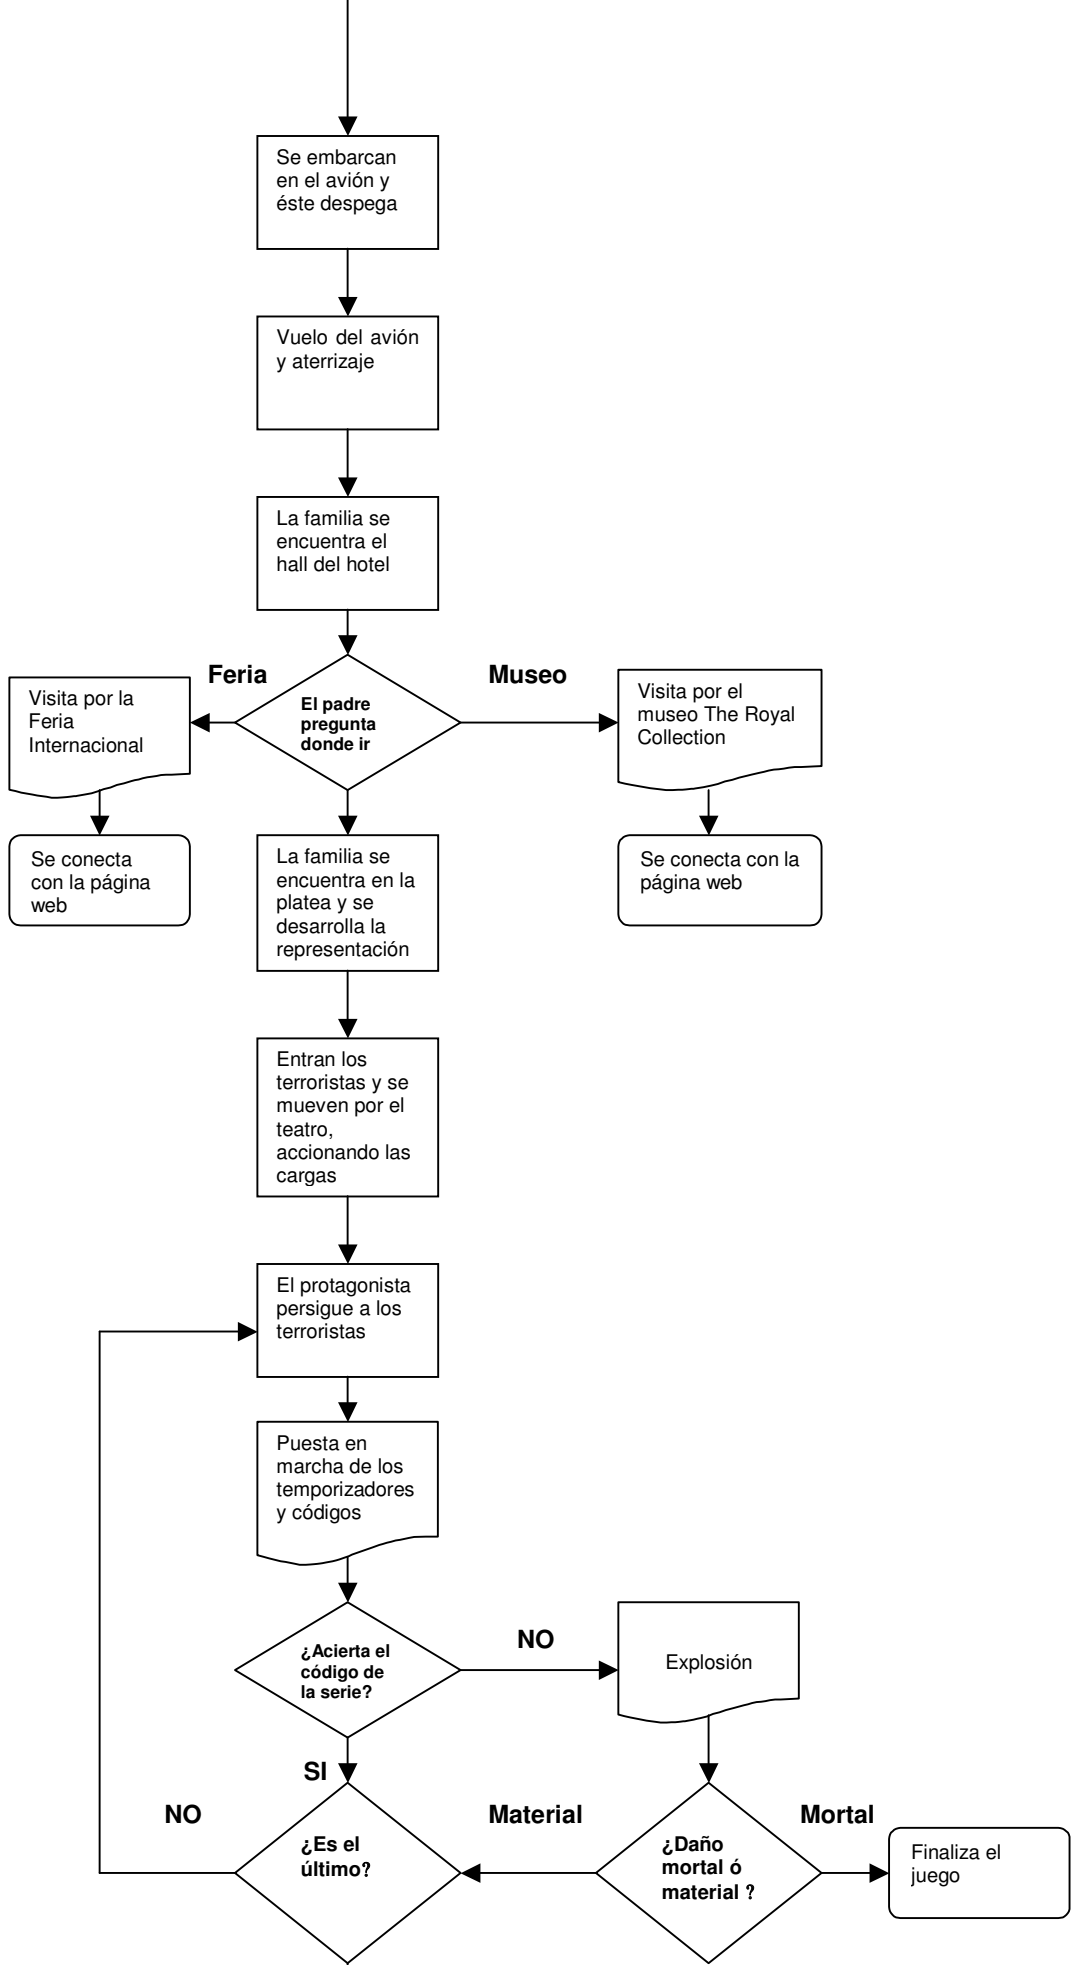 Se embarcan
en el avión y
éste despega
Vuelo del avión
y aterrizaje
La familia se
encuentra el
hall del hotel
Feria
Museo
Visita por la
Feria
Internacional
El padre
pregunta
donde ir
Visita por el
museo The Royal
Collection
Se conecta
con la página
web
La familia se
encuentra en la
platea y se
desarrolla la
representación
Se conecta con la
página web
Entran los
terroristas y se
mueven por el
teatro,
accionando las
cargas
El protagonista
persigue a los
terroristas
Puesta en
marcha de los
temporizadores
y códigos
¿Acierta el
código de
la serie?
NO
Explosión
SI
NO
¿Es el
último?
Material
¿Daño
mortal ó
material ?
Mortal
Finaliza el
juego